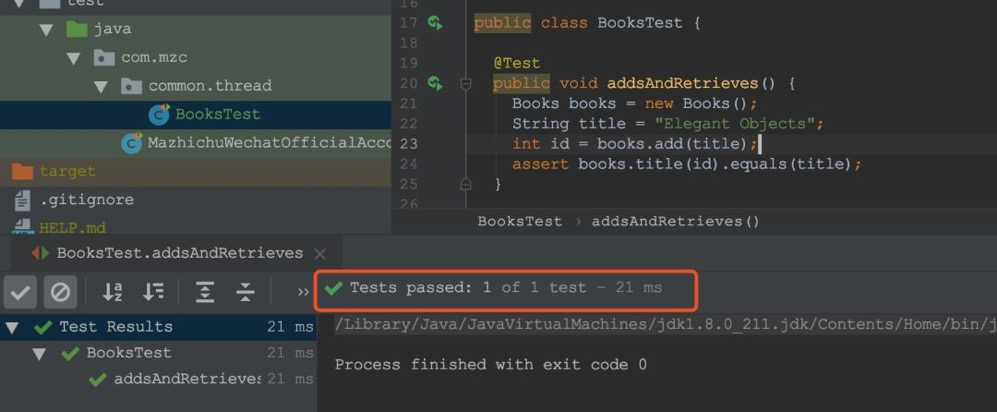 test
java
com.mzc
common.thread
BooksTest
MazhichuWechatOfficialAcco
target
.gitignore
HELP.md
16
17 public class BooksTest {
18
19 @Test
20 public void addsAndRetrieves() {
21 Books books = new Books();
22 String title = "Elegant Objects";
23 int id = books.add(title);
24 assert books.title(id).equals(title);
25 }
26
BooksTest › addsAndRetrieves()
BooksTest.addsAndRetrieves ×
» Tests passed: 1 of 1 test – 21 ms
Test Results 21 ms
BooksTest 21 ms
addsAndRetrieves 21 ms
/Library/Java/JavaVirtualMachines/jdk1.8.0_211.jdk/Contents/Home/bin/j
Process finished with exit code 0